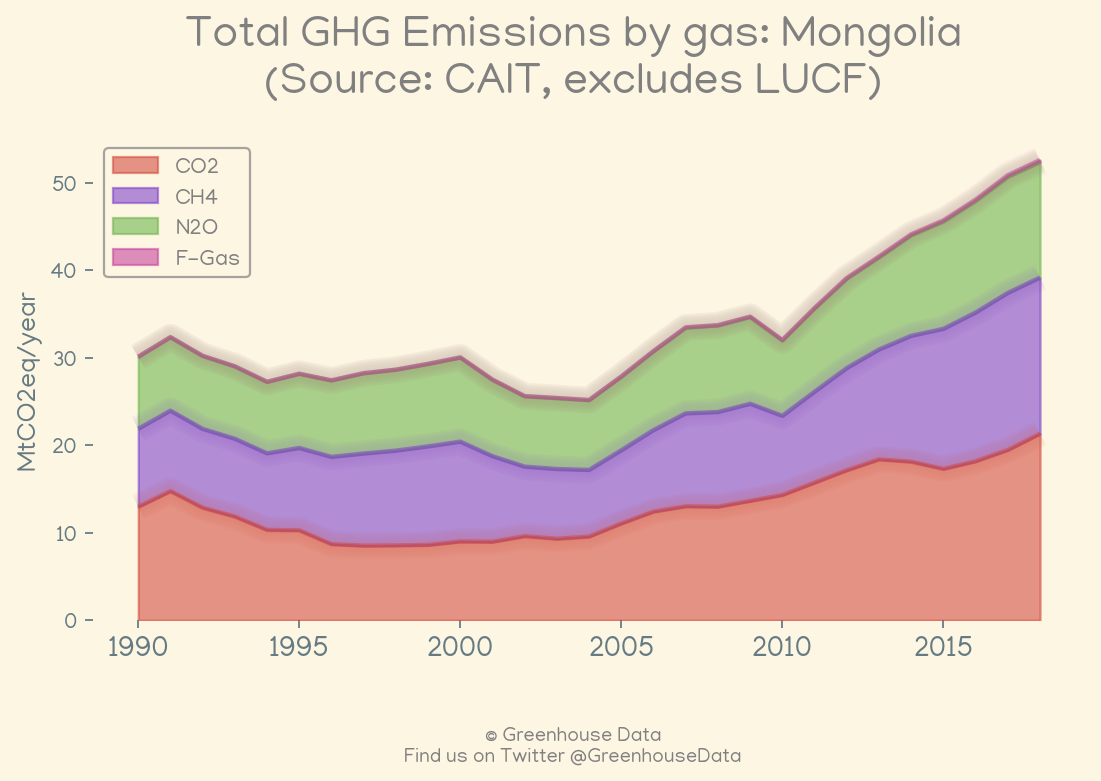 Total GHG Emissions by gas: Mongolia
(Source: CAIT, excludes LUCF)
CO2
CH4
N2O
F-Gas
MtCO2eq/year
50
40
30
20
10
0
1990 1995 2000 2005 2010 2015
© Greenhouse Data
Find us on Twitter @GreenhouseData